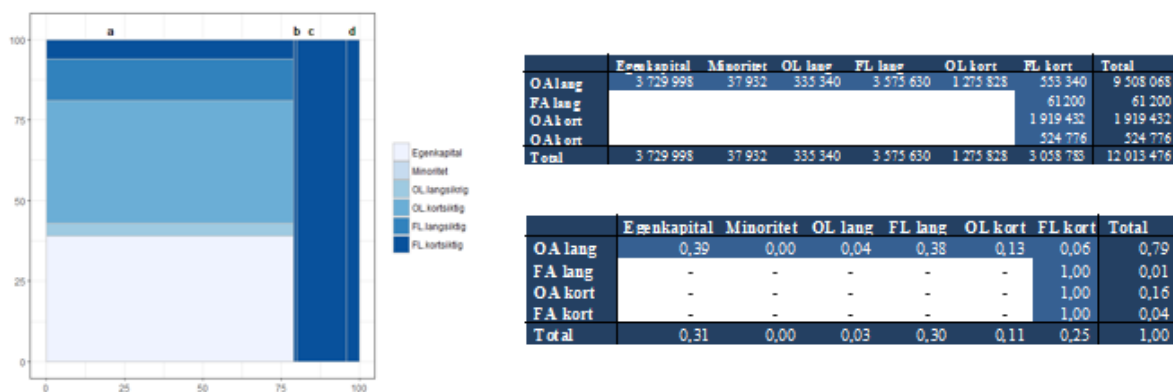 a b c d
100
75
50
25
0
0 25 50 75 100
Egenkapital
Minoritet
OL.langsikrig
OL.kortsiktig
FL.langsiktig
FL.kortsiktig
Egenkapital Minoritet OL lang FL lang OL kort FL kort Total
OA lang 3 729 998 37 932 335 340 3 575 630 1 275 828 553 340 9 508 068
FA lang 61 200 61 200
OA kort 1 919 432 1 919 432
OA kort 524 776 524 776
Total 3 729 998 37 932 335 340 3 575 630 1 275 828 3 058 783 12 013 476
Egenkapital Minoritet OL lang FL lang OL kort FL kort Total
OA lang 0,39 0,00 0,04 0,38 0,13 0,06 0,79
FA lang - - - - - 1,00 0,01
OA kort - - - - - 1,00 0,16
FA kort - - - - - 1,00 0,04
Total 0,31 0,00 0,03 0,30 0,11 0,25 1,00